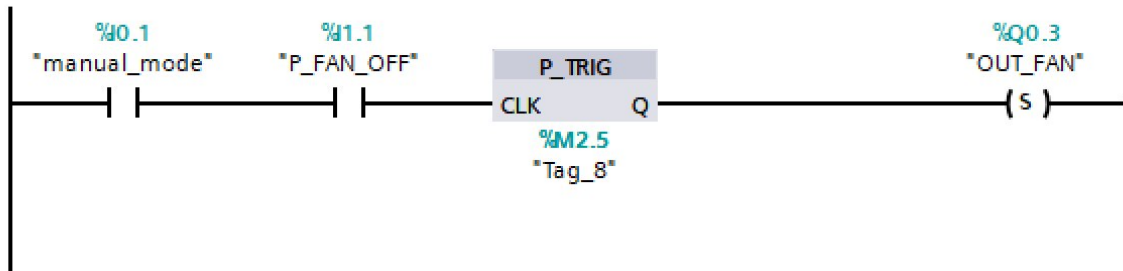 %I0.1
"manual_mode"
%I1.1
"P_FAN_OFF"
P_TRIG
CLK Q
%M2.5
"Tag_8"
%Q0.3
"OUT_FAN"
S